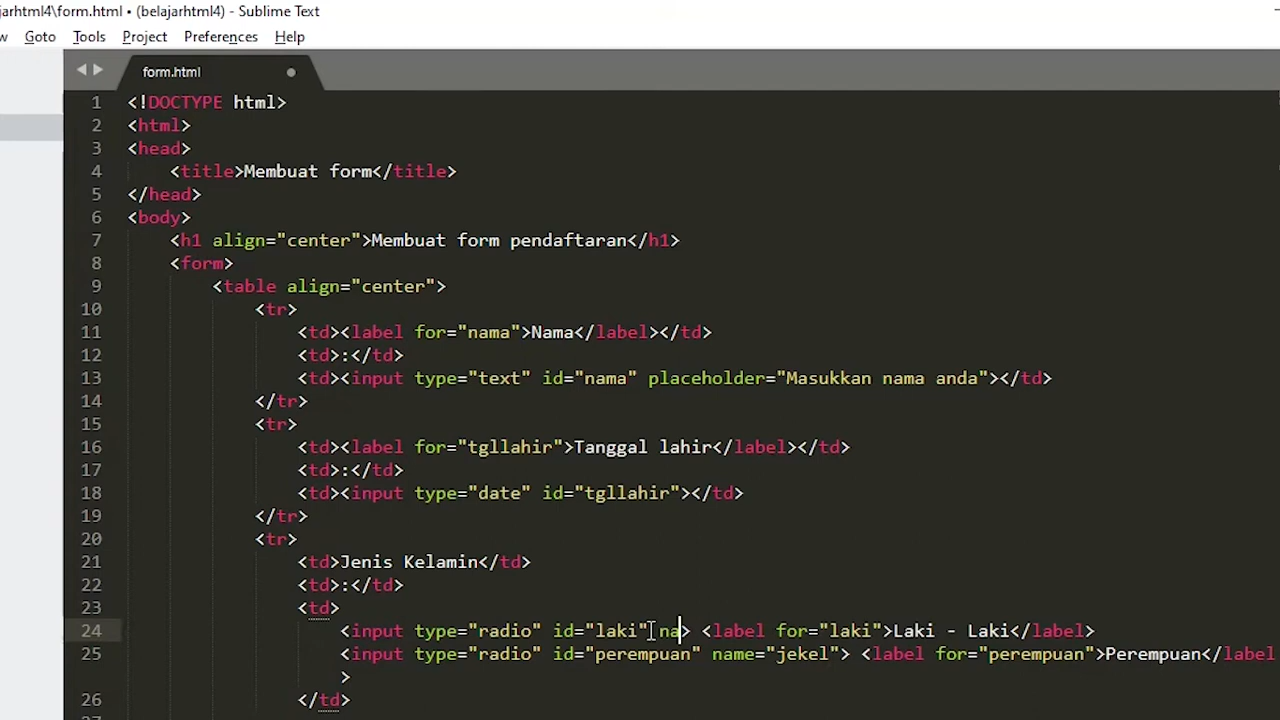 jarhtml4\form.html • (belajarhtml4) - Sublime Text
w Goto Tools Project Preferences Help
form.html
1 <!DOCTYPE html>
2 <html>
3 <head>
4 <title>Membuat form</title>
5 </head>
6 <body>
7 <h1 align="center">Membuat form pendaftaran</h1>
8 <form>
9 <table align="center">
10 <tr>
11 <td><label for="nama">Nama</label></td>
12 <td>:</td>
13 <td><input type="text" id="nama" placeholder="Masukkan nama anda"></td>
14 </tr>
15 <tr>
16 <td><label for="tgllahir">Tanggal lahir</label></td>
17 <td>:</td>
18 <td><input type="date" id="tgllahir"></td>
19 </tr>
20 <tr>
21 <td>Jenis Kelamin</td>
22 <td>:</td>
23 <td>
24 <input type="radio" id="laki" na> <label for="laki">Laki - Laki</label>
25 <input type="radio" id="perempuan" name="jekel"> <label for="perempuan">Perempuan</label
>
26 </td>